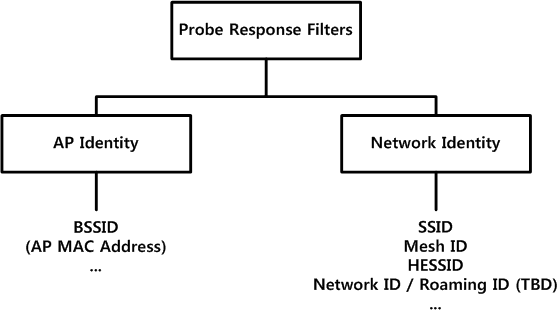 Probe Response Filters
AP Identity
Network Identity
BSSID
(AP MAC Address)
...
SSID
Mesh ID
HESSID
Network ID / Roaming ID (TBD)
...